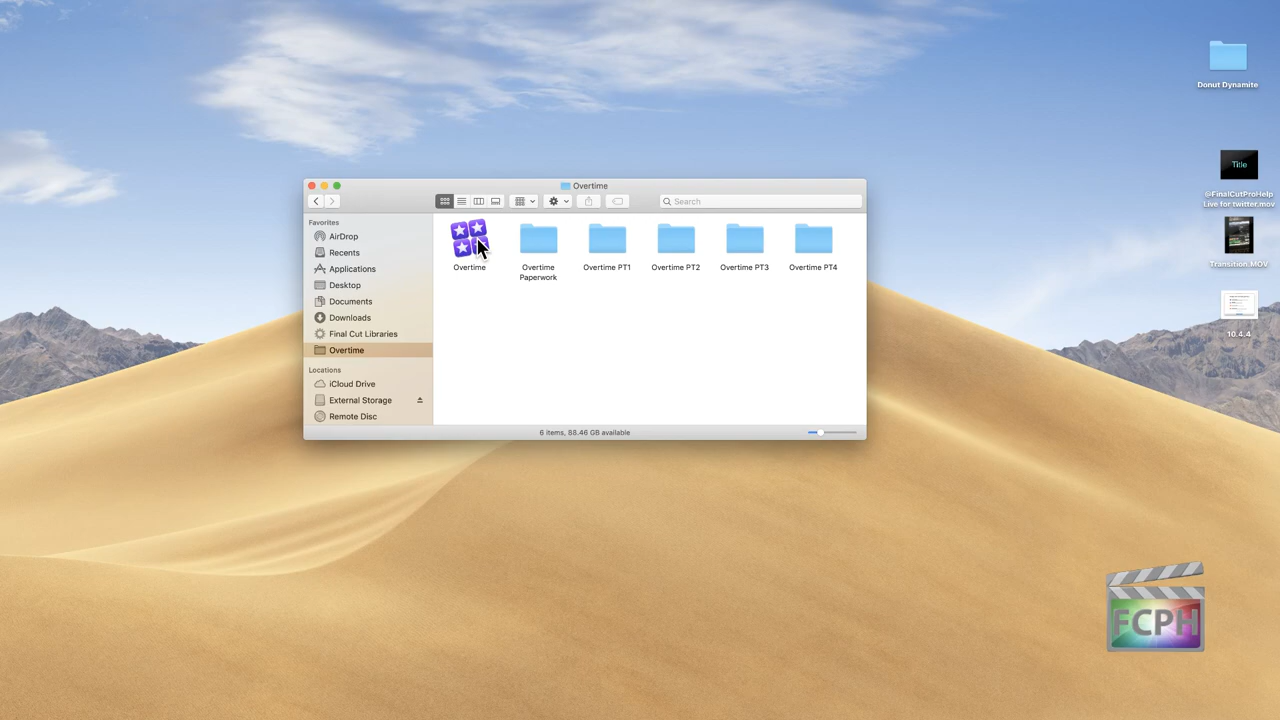 Overtime
Search
Favorites
AirDrop
Recents
Applications
Desktop
Documents
Downloads
Final Cut Libraries
Overtime
Locations
iCloud Drive
External Storage
Remote Disc
Overtime
Overtime
Paperwork
Overtime PT1
Overtime PT2
Overtime PT3
Overtime PT4
6 items, 88.46 GB available
Donut Dynamite
Title
@FinalCutProHelp
Live for twitter.mov
Transition.MOV
10.4.4
FCPH